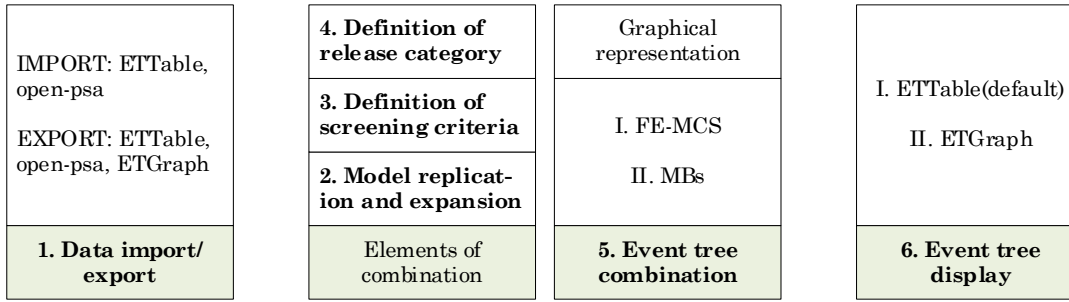 IMPORT: ETTable,
open-psa
EXPORT: ETTable,
open-psa, ETGraph
1. Data import/
export
4. Definition of
release category
3. Definition of
screening criteria
2. Model replicat-
ion and expansion
Elements of
combination
Graphical
representation
I. FE-MCS
II. MBs
5. Event tree
combination
I. ETTable(default)
II. ETGraph
6. Event tree
display